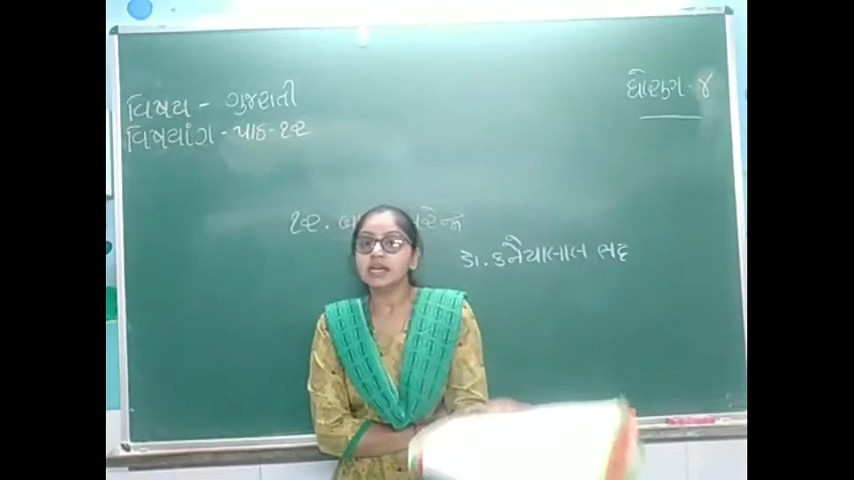 વિષય - ગુજરાતી
ધોરણ - ૪
વિષયાંગ - પાઠ - ૧૨
૧૨.
ડો. કનૈયાલાલ ભટ્ટ